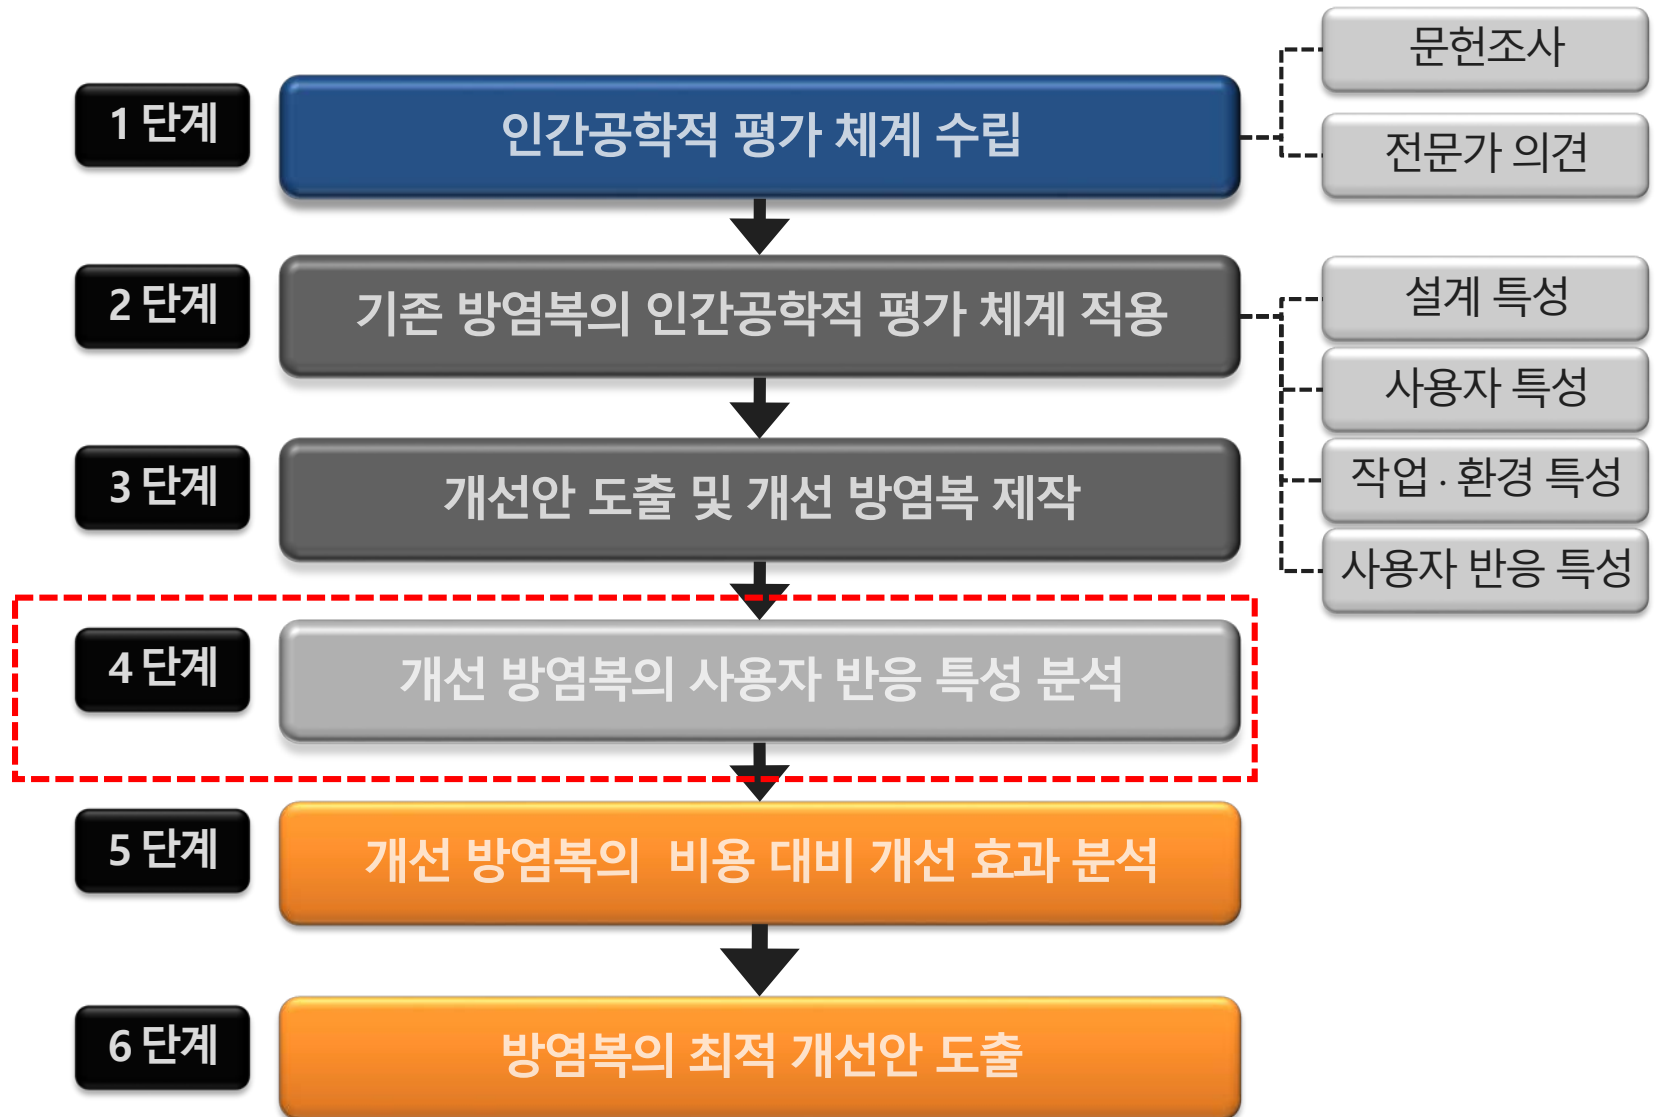 1 단계
인간공학적 평가 체계 수립
문헌조사
전문가 의견
2 단계
기존 방염복의 인간공학적 평가 체계 적용
설계 특성
사용자 특성
작업 · 환경 특성
사용자 반응 특성
3 단계
개선안 도출 및 개선 방염복 제작
4 단계
개선 방염복의 사용자 반응 특성 분석
5 단계
개선 방염복의 비용 대비 개선 효과 분석
6 단계
방염복의 최적 개선안 도출